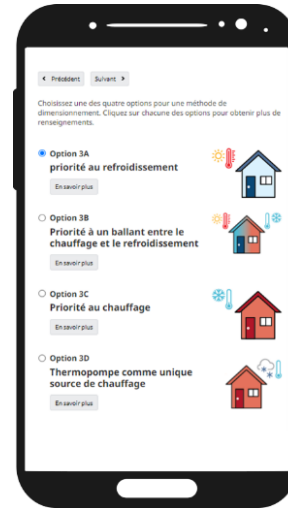 Précédent Suivant
Choisissez une des quatre options pour une méthode de
dimensionnement. Cliquez sur chacune des options pour obtenir plus de
renseignements.
Option 3A
priorité au refroidissement
En savoir plus
Option 3B
Priorité à un ballant entre le
chauffage et le refroidissement
En savoir plus
Option 3C
Priorité au chauffage
En savoir plus
Option 3D
Thermopompe comme unique
source de chauffage
En savoir plus